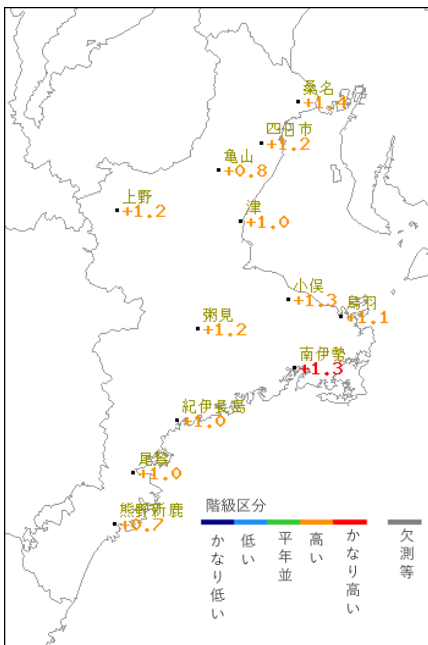 桑名
+1.4
四日市
+1.2
亀山
+0.8
上野
+1.2
津
+1.0
小俣
+1.3
鳥羽
+1.1
粥見
+1.2
南伊勢
+1.3
紀伊長島
+1.0
尾鷲
+1.0
熊野新鹿
+0.7
階級区分
かなり低い
低い
平年並
高い
かなり高い
欠測等